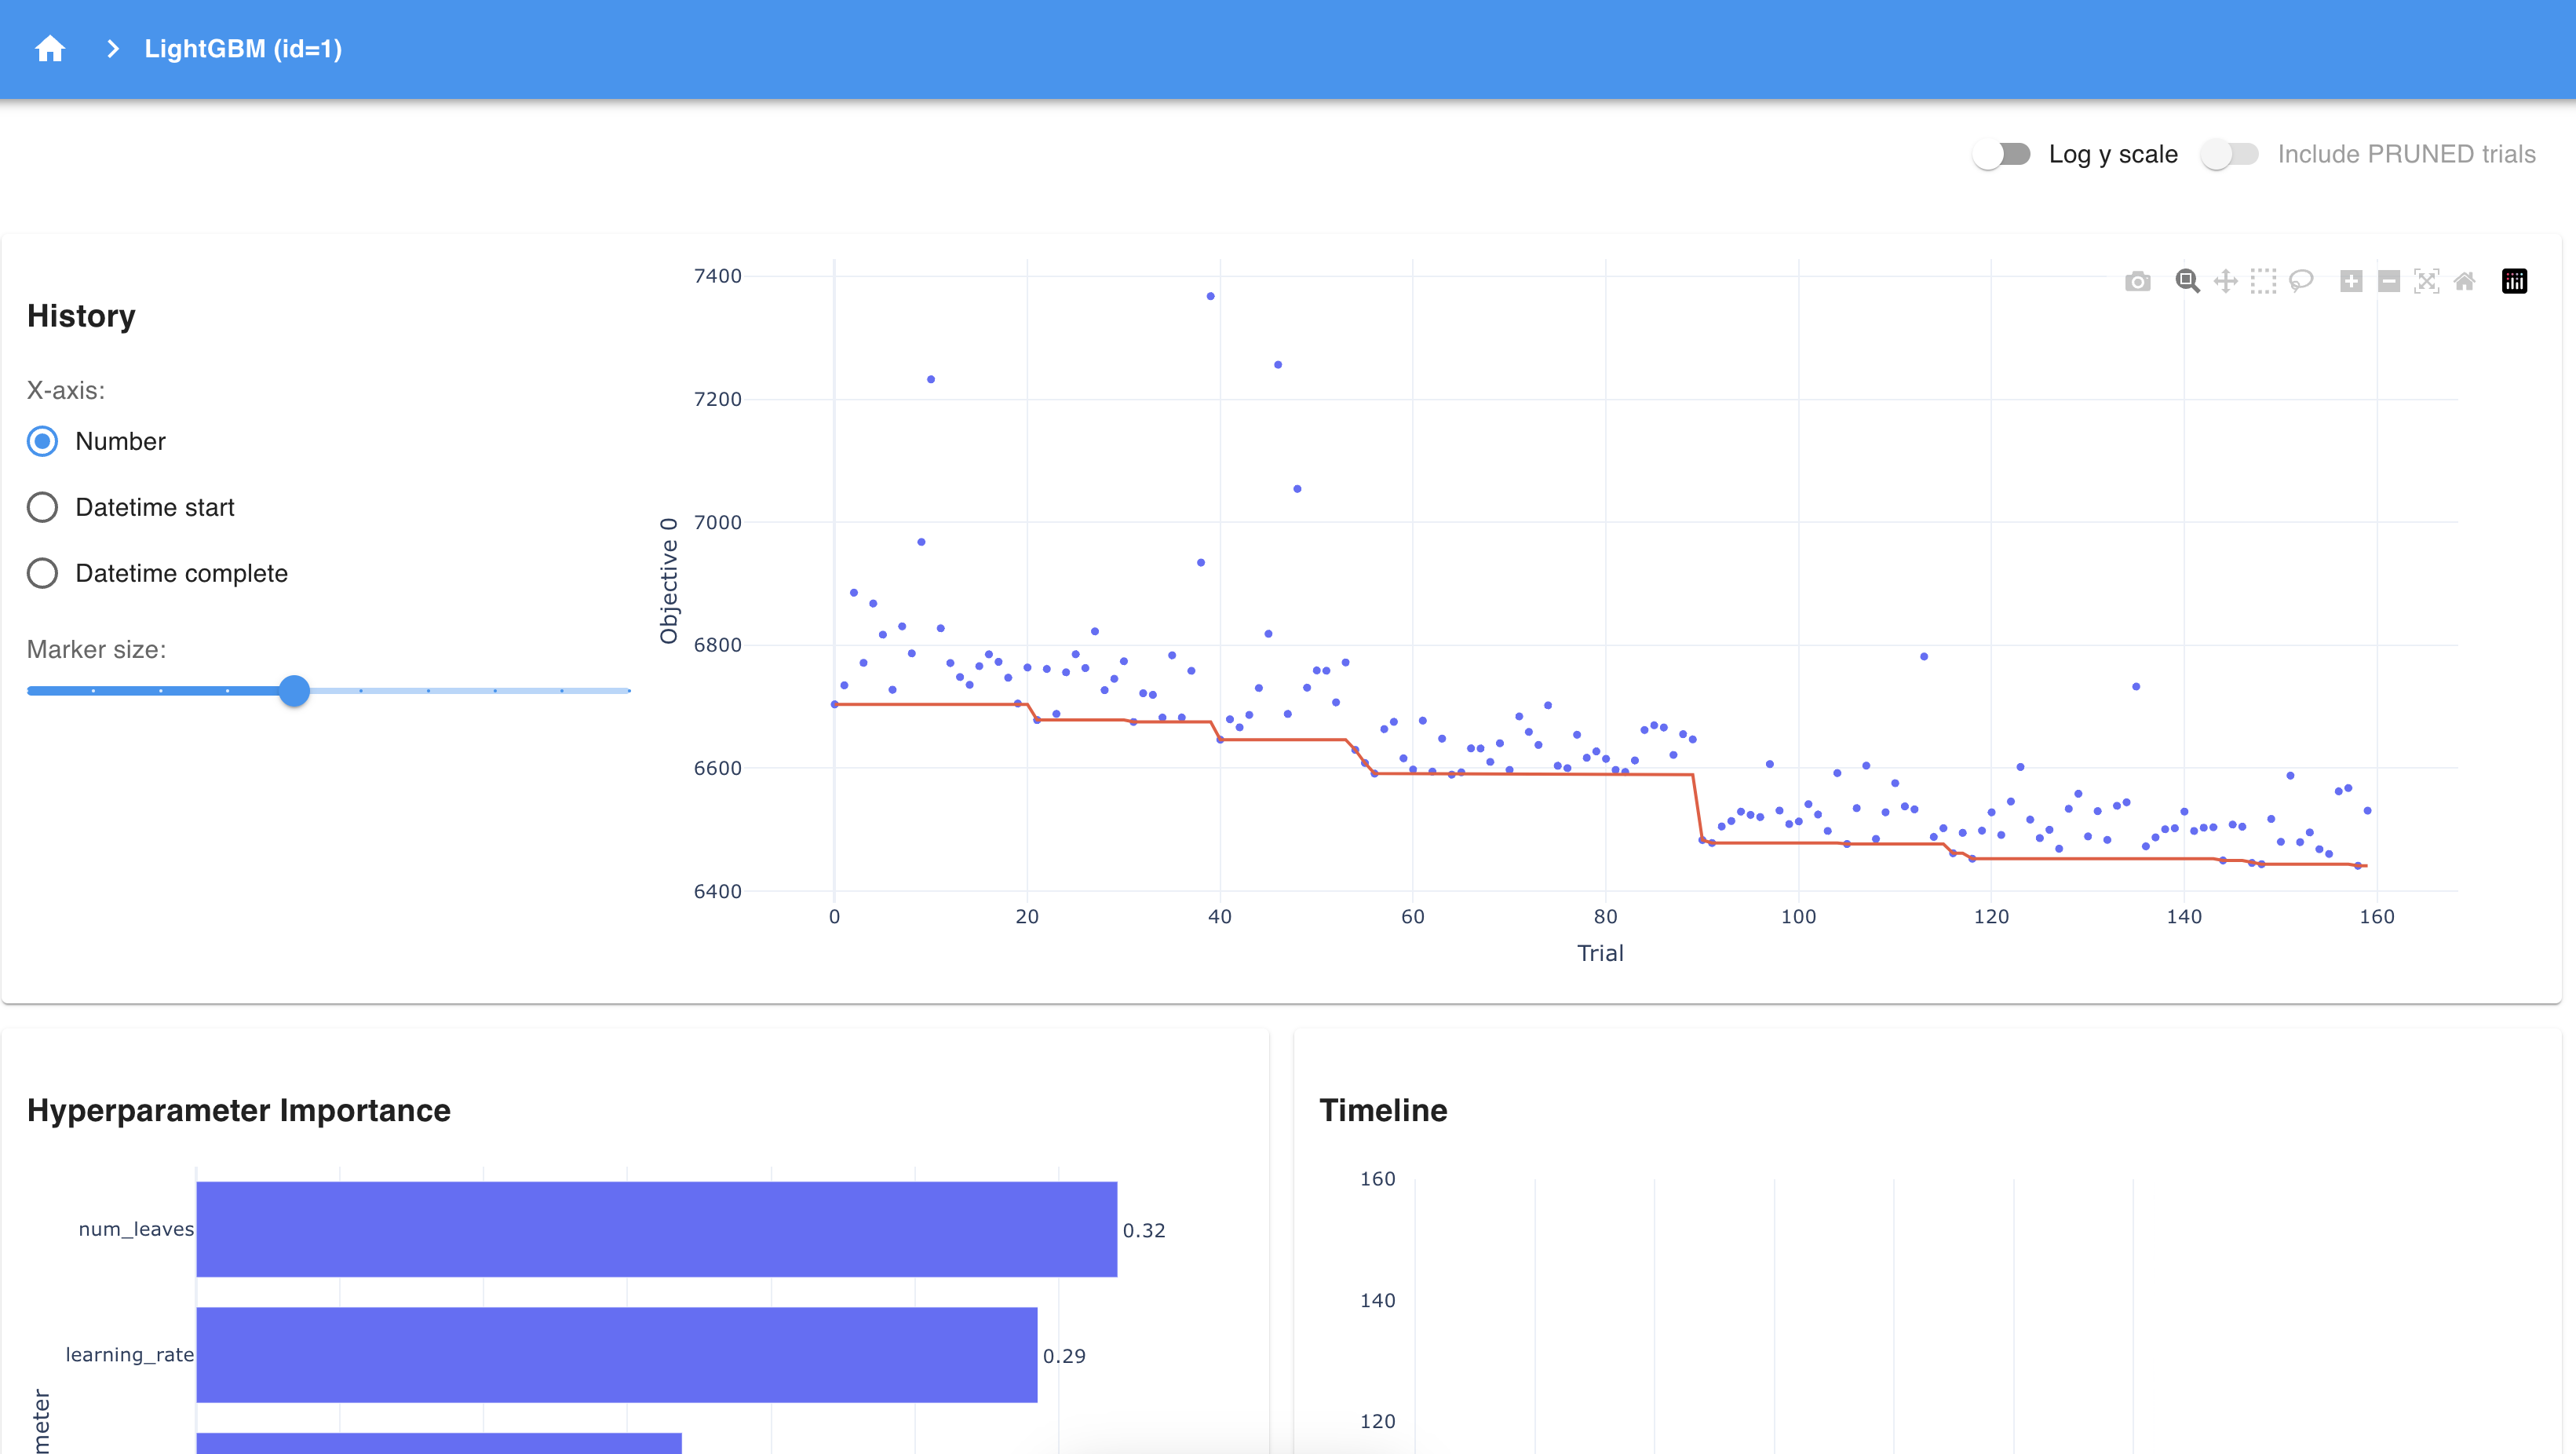 LightGBM (id=1)
Log y scale
Include PRUNED trials
History
X-axis:
Number
Datetime start
Datetime complete
Marker size:
Objective 0
7400
7200
7000
6800
6600
6400
0 20 40 60 80 100 120 140 160
Trial
Hyperparameter Importance
num_leaves 0.32
learning_rate 0.29
meter
Timeline
160
140
120